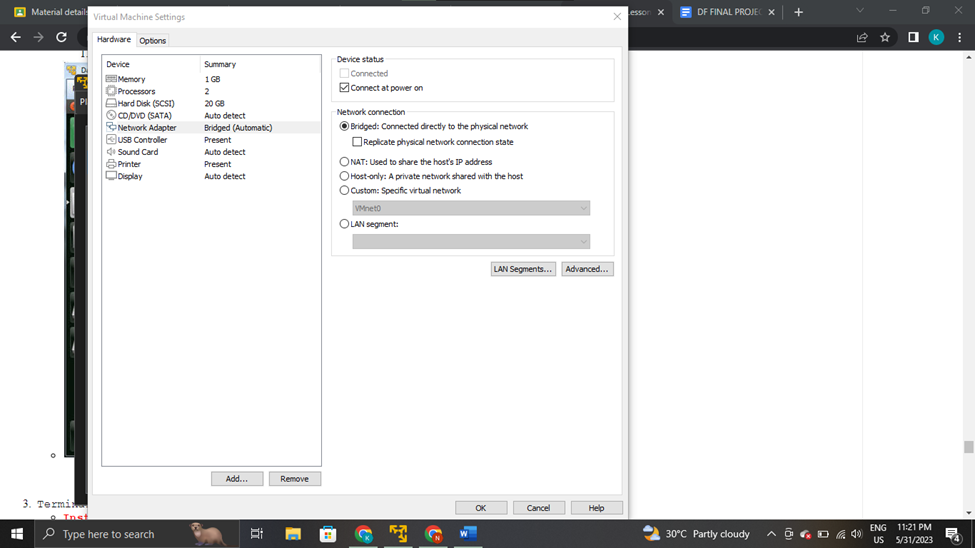 Material details
Virtual Machine Settings
Lesson
DF FINAL PROJEC
K
Hardware
Options
Device
Summary
Memory
1 GB
Processors
2
Hard Disk (SCSI)
20 GB
CD/DVD (SATA)
Auto detect
Network Adapter
Bridged (Automatic)
USB Controller
Present
Sound Card
Auto detect
Printer
Present
Display
Auto detect
Device status
Connected
Connect at power on
Network connection
Bridged: Connected directly to the physical network
Replicate physical network connection state
NAT: Used to share the host's IP address
Host-only: A private network shared with the host
Custom: Specific virtual network
VMnet0
LAN segment:
LAN Segments...
Advanced...
Add...
Remove
OK
Cancel
Help
3. Termina
Inst
Type here to search
30°C Partly cloudy
ENG
US
11:21 PM
5/31/2023
4